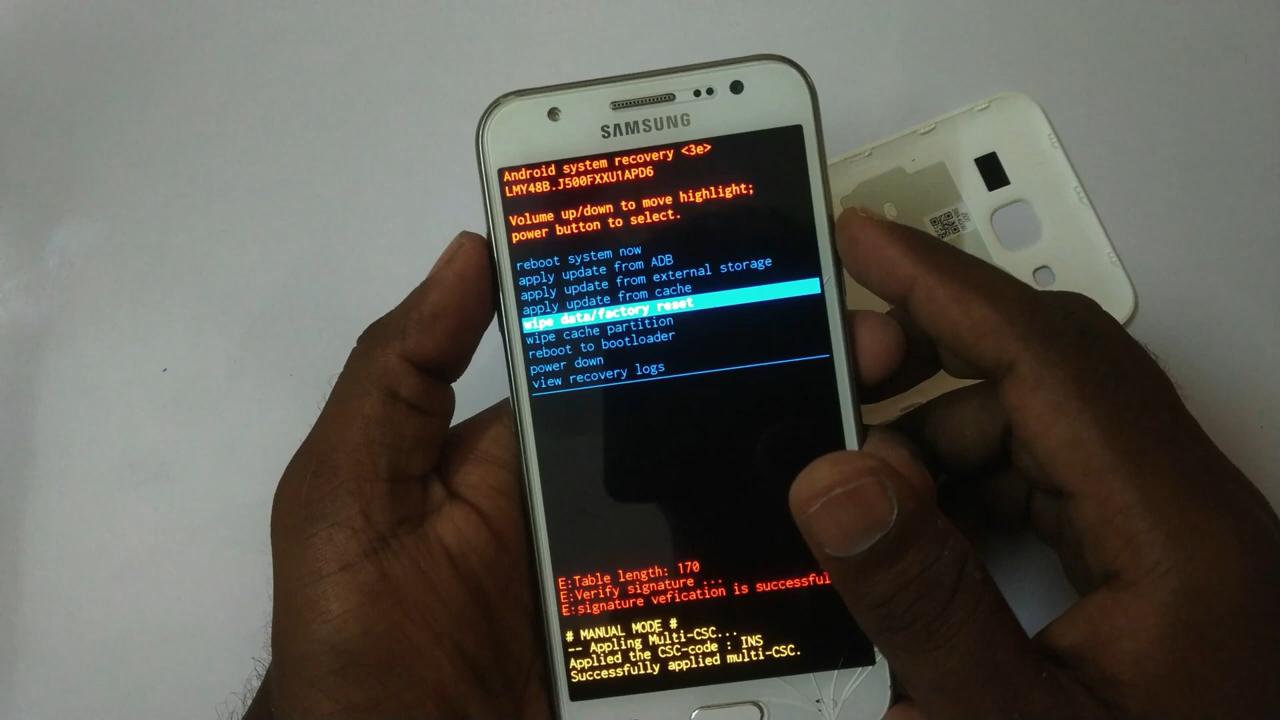 SAMSUNG
Android system recovery <3e>
LMY48B.J500FXXU1APD6
Volume up/down to move highlight;
power button to select.
reboot system now
apply update from ADB
apply update from external storage
apply update from cache
wipe data/factory reset
wipe cache partition
reboot to bootloader
power down
view recovery logs
E:Table length: 170
E:Verify signature ...
E:signature vefication is successful
# MANUAL MODE #
-- Appling Multi-CSC...
Applied the CSC-code : INS
Successfully applied multi-CSC.